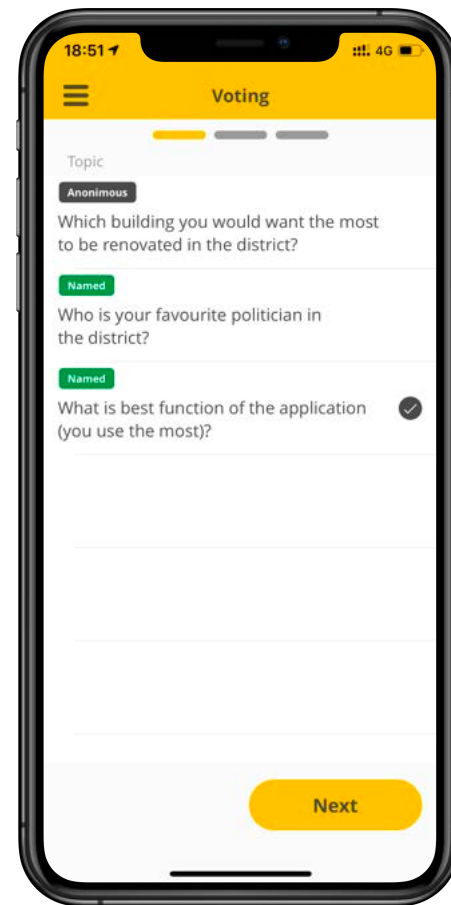 18:51
4G
Voting
Topic
Anonimous
Which building you would want the most
to be renovated in the district?
Named
Who is your favourite politician in
the district?
Named
What is best function of the application
(you use the most)?
Next